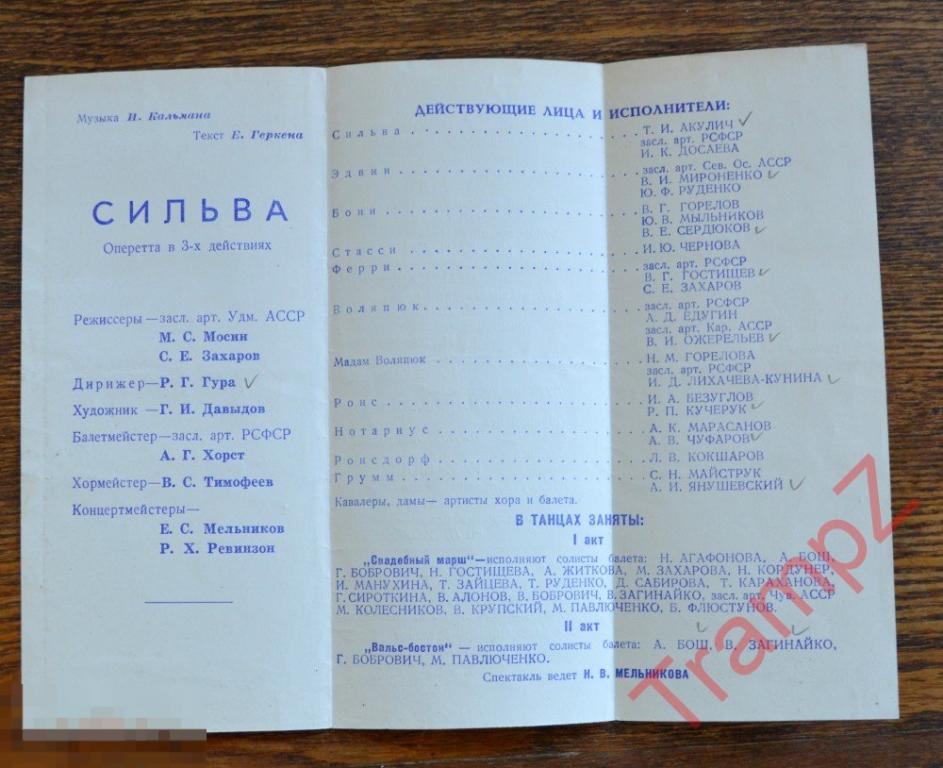 Музыка И. Кальмана
Текст Е. Геркена
СИЛЬВА
Оперетта в 3-х действиях
Режиссеры—засл. арт. Удм. АССР
М. С. Мосин
С. Е. Захаров
Дирижер—Р. Г. Гура
Художник —Г. И. Давыдов
Балетмейстер—засл. арт. РСФСР
А. Г. Хорст
Хормейстер—В. С. Тимофеев
Концертмейстеры—
Е. С. Мельников
Р. Х. Ревинзон
ДЕЙСТВУЮЩИЕ ЛИЦА И ИСПОЛНИТЕЛИ:
Сильва . . . . . Т. И. АКУЛИЧ
засл. арт. РСФСР
И. К. ДОСАЕВА
Эдвин . . . . . засл. арт. Сев. Ос. АССР
В. И. МИРОНЕНКО
Ю. Ф. РУДЕНКО
Бони . . . . . В. Г. ГОРЕЛОВ
Ю. В. МЫЛЬНИКОВ
В. Е. СЕРДЮКОВ
Стасси . . . . . И. Ю. ЧЕРНОВА
Ферри . . . . . засл. арт. РСФСР
В. Г. ГОСТИЩЕВ
С. Е. ЗАХАРОВ
Воляпюк . . . . . засл. арт. РСФСР
А. Д. ЕДУГИН
засл. арт. Кар. АССР
В. И. ОЖЕРЕЛЬЕВ
Мадам Воляпюк . . . . . Н. М. ГОРЕЛОВА
засл. арт. РСФСР
И. Д. ЛИХАЧЕВА-КУНИНА
Ронс . . . . . И. А. БЕЗУГЛОВ
Р. П. КУЧЕРУК
Нотариус . . . . . А. К. МАРАСАНОВ
А. В. ЧУФАРОВ
Ронсдорф . . . . . Л. В. КОКШАРОВ
Грумм . . . . . С. Н. МАЙСТРУК
А. И. ЯНУШЕВСКИЙ
Кавалеры, дамы— артисты хора и балета.
В ТАНЦАХ ЗАНЯТЫ:
I акт
„Свадебный марш“—исполняют солисты балета: Н. АГАФОНОВА, А. БОШ,
Г. БОБРОВИЧ, Н. ГОСТИЩЕВА, А. ЖИТКОВА, М. ЗАХАРОВА, Н. КОРДУНЕР,
И. МАНУХИНА, Т. ЗАЙЦЕВА, Т. РУДЕНКО, Д. САБИРОВА, Т. КАРАХАНОВА,
Г. СИРОТКИНА, В. АЛОНОВ, В. БОБРОВИЧ, В. ЗАГИНАЙКО, засл. арт. Чув. АССР
М. КОЛЕСНИКОВ, В. КРУПСКИЙ, М. ПАВЛЮЧЕНКО, Б. ФЛЮСТУНОВ.
II акт
„Вальс-бостон“ — исполняют солисты балета: А. БОШ, В. ЗАГИНАЙКО,
Г. БОБРОВИЧ, М. ПАВЛЮЧЕНКО.
Спектакль ведет Н. В. МЕЛЬНИКОВА
TrampZ